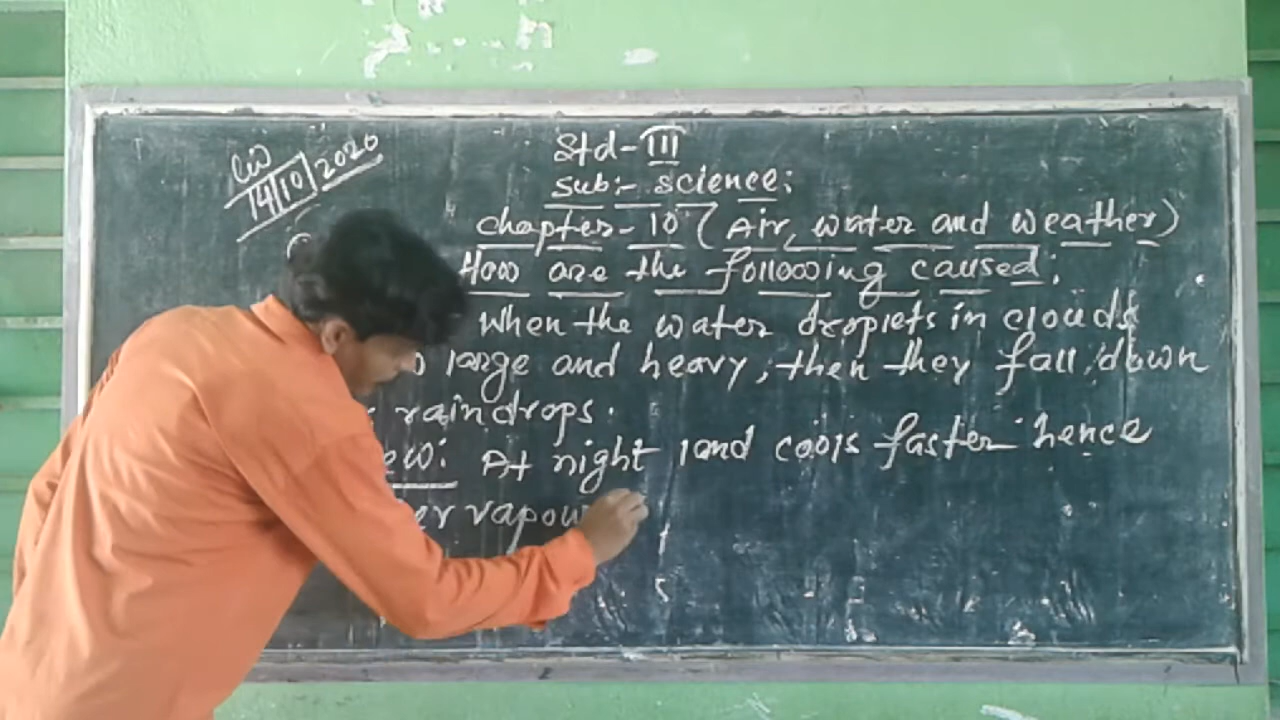 14/10/2020
Std-III
Sub:- science:
chapter-10 (Air, water and weather)
How are the following caused:
When the water droplets in clouds
large and heavy, then they fall down
raindrops.
At night land cools faster hence
vapou